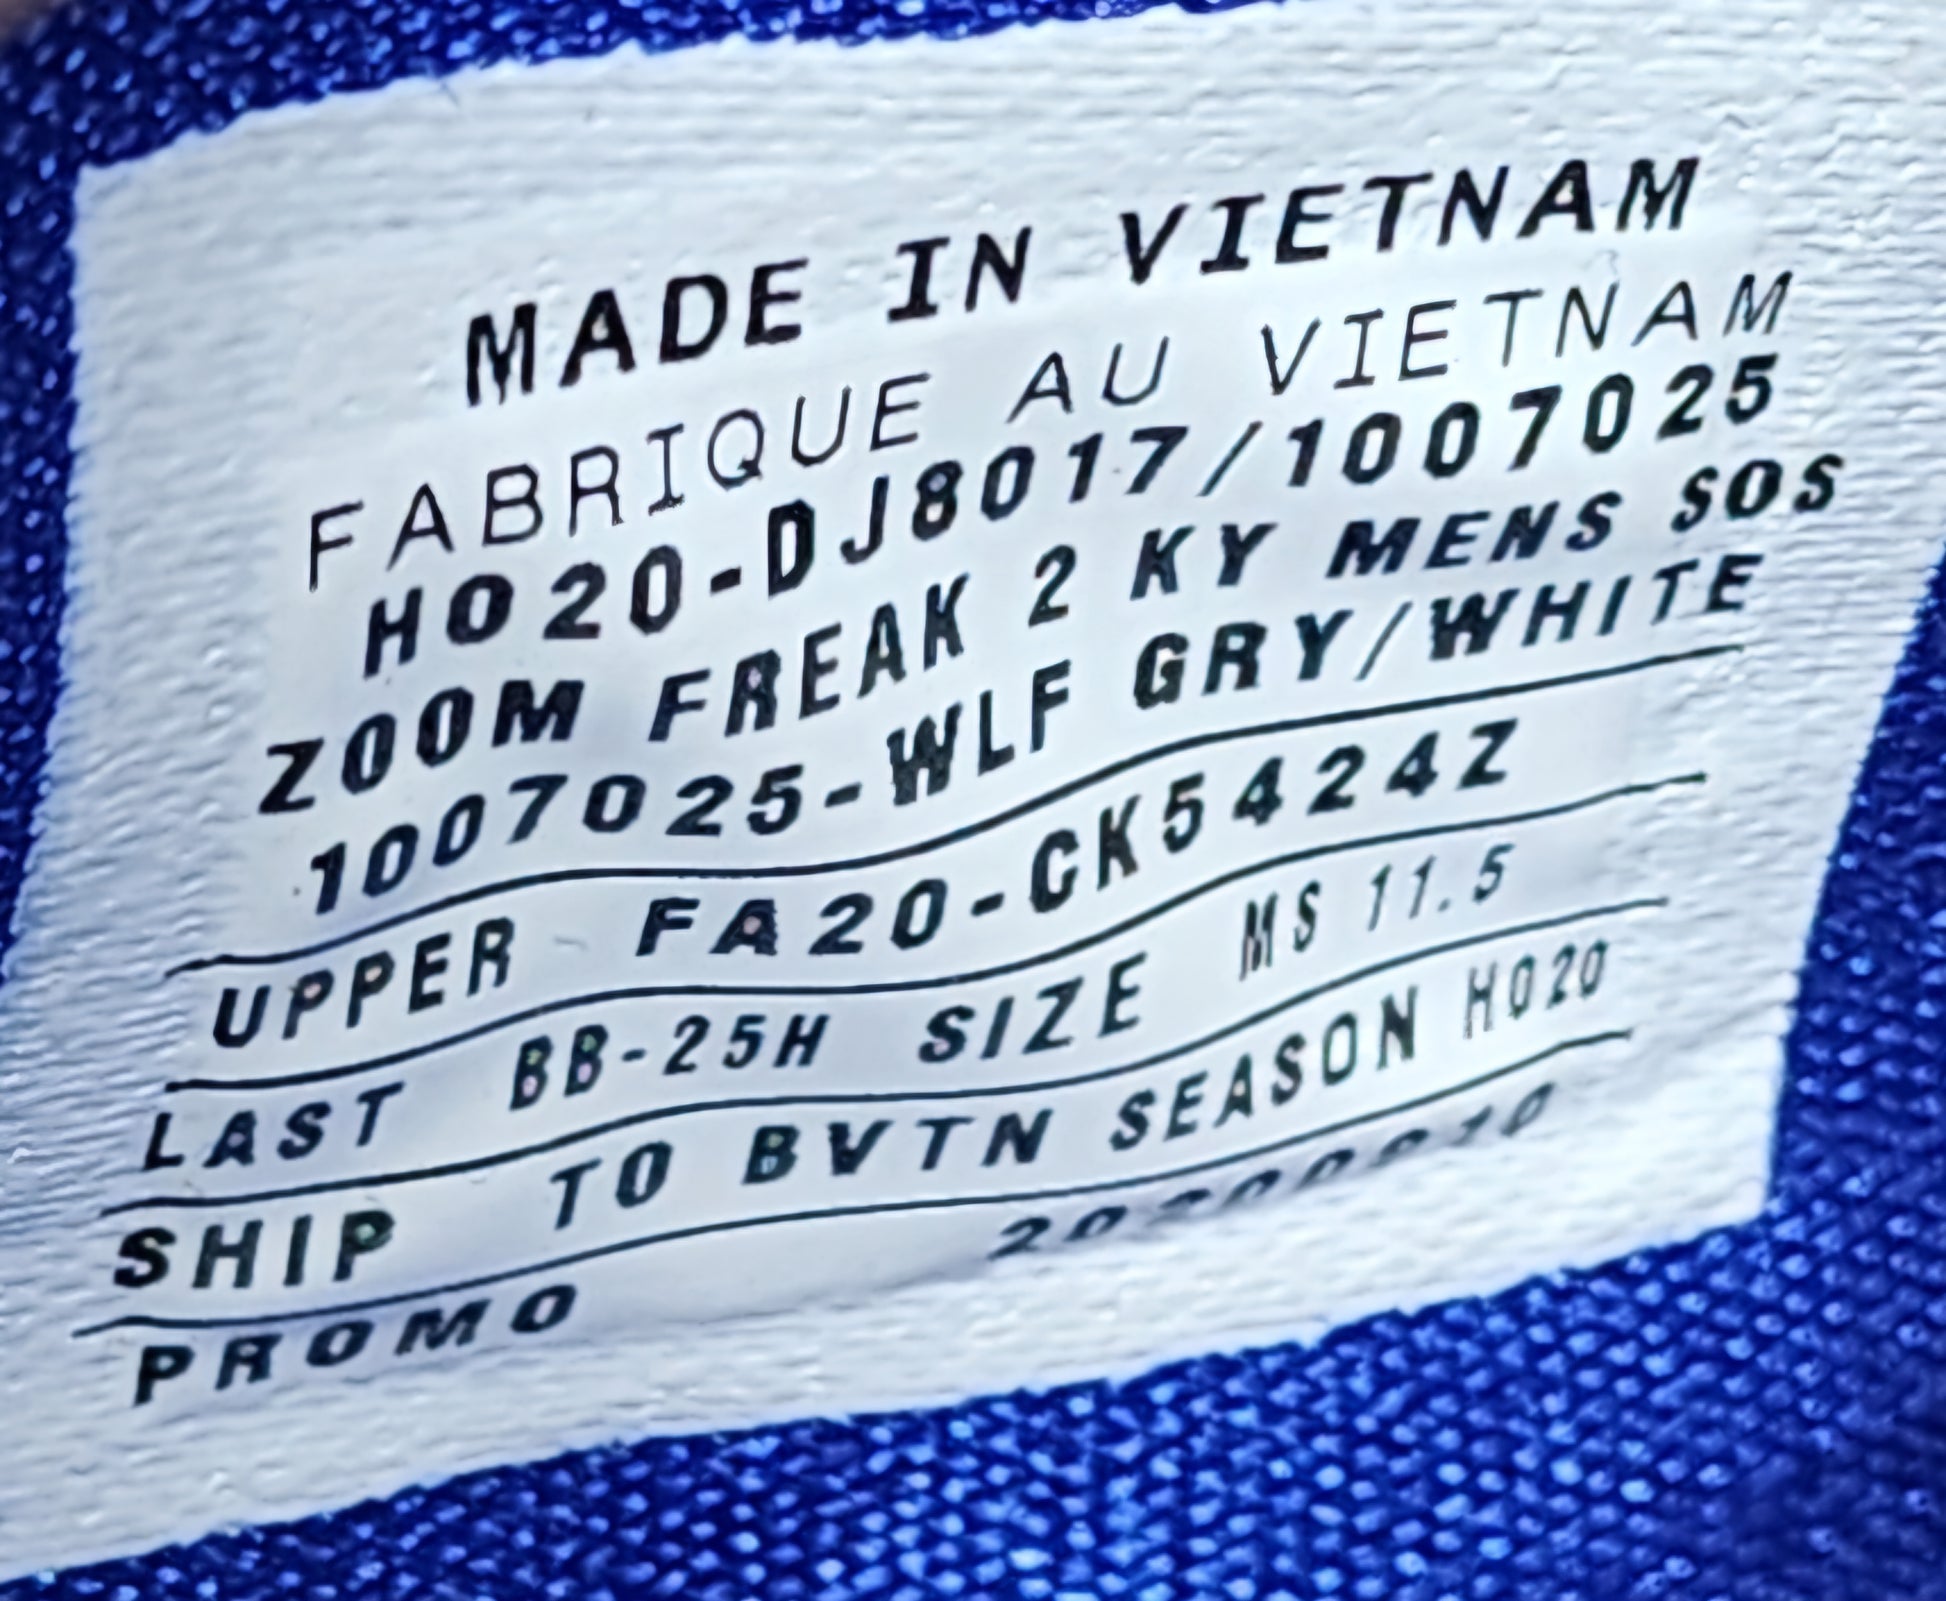 MADE IN VIETNAM
FABRIQUE AU VIETNAM
HO20-DJ8017/1007025
ZOOM FREAK 2 KY MENS SOS
1007025-WLF GRY/WHITE
UPPER FA20-CK5424Z
LAST BB-25H SIZE MS 11.5
SHIP TO BVTN SEASON HO20
PROMO